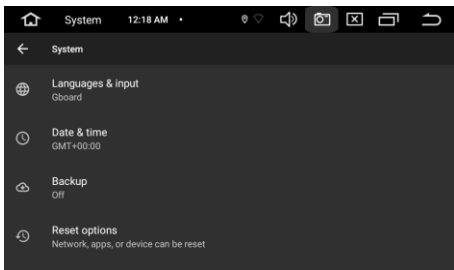 System 12:18 AM
System
Languages & input
Gboard
Date & time
GMT+00:00
Backup
Off
Reset options
Network, apps, or device can be reset